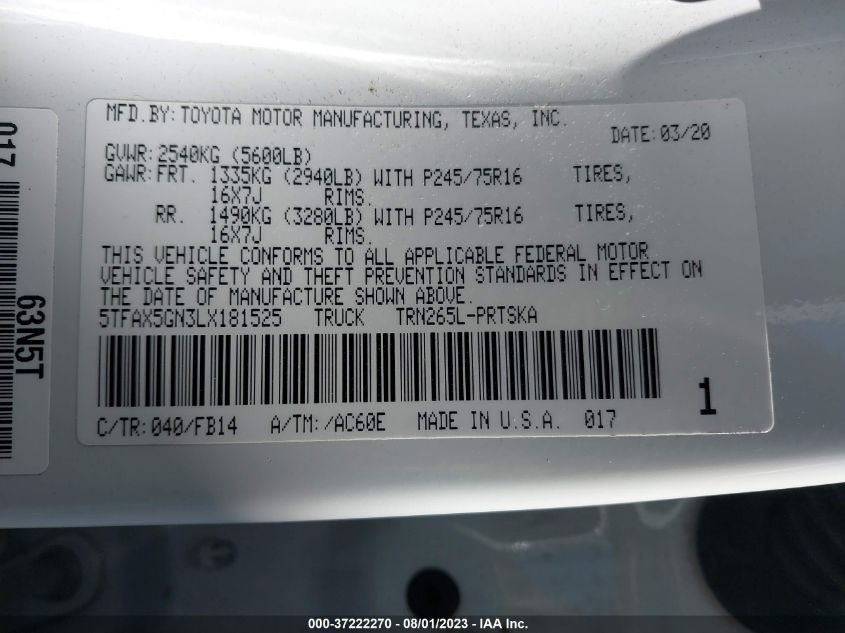 MFD.BY:TOYOTA MOTOR MANUFACTURING, TEXAS, INC.
DATE:03/20
GVWR:2540KG (5600LB)
GAWR:FRT. 1335KG (2940LB) WITH P245/75R16 TIRES,
16X7J RIMS.
RR. 1490KG (3280LB) WITH P245/75R16 TIRES,
16X7J RIMS.
THIS VEHICLE CONFORMS TO ALL APPLICABLE FEDERAL MOTOR
VEHICLE SAFETY AND THEFT PREVENTION STANDARDS IN EFFECT ON
THE DATE OF MANUFACTURE SHOWN ABOVE.
5TFAX5GN3LX181525 TRUCK TRN265L-PRTSKA
C/TR:040/FB14 A/TM:/AC60E MADE IN U.S.A. 017
1
017
63N5T
000-37222270 - 08/01/2023 - IAA Inc.